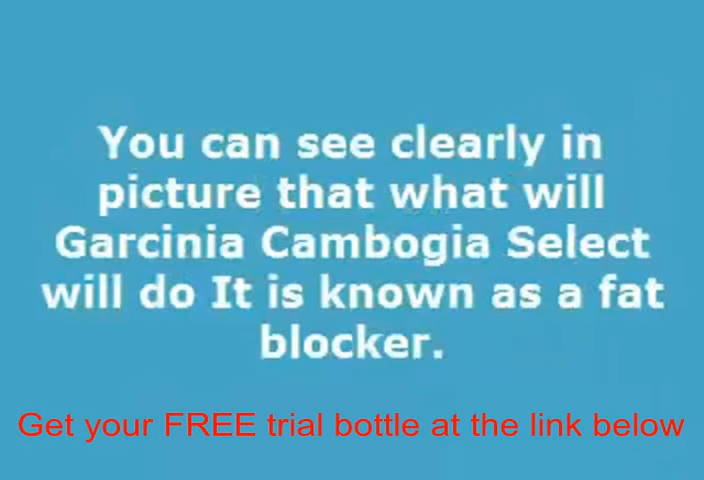 You can see clearly in
picture that what will
Garcinia Cambogia Select
will do It is known as a fat
blocker.
Get your FREE trial bottle at the link below